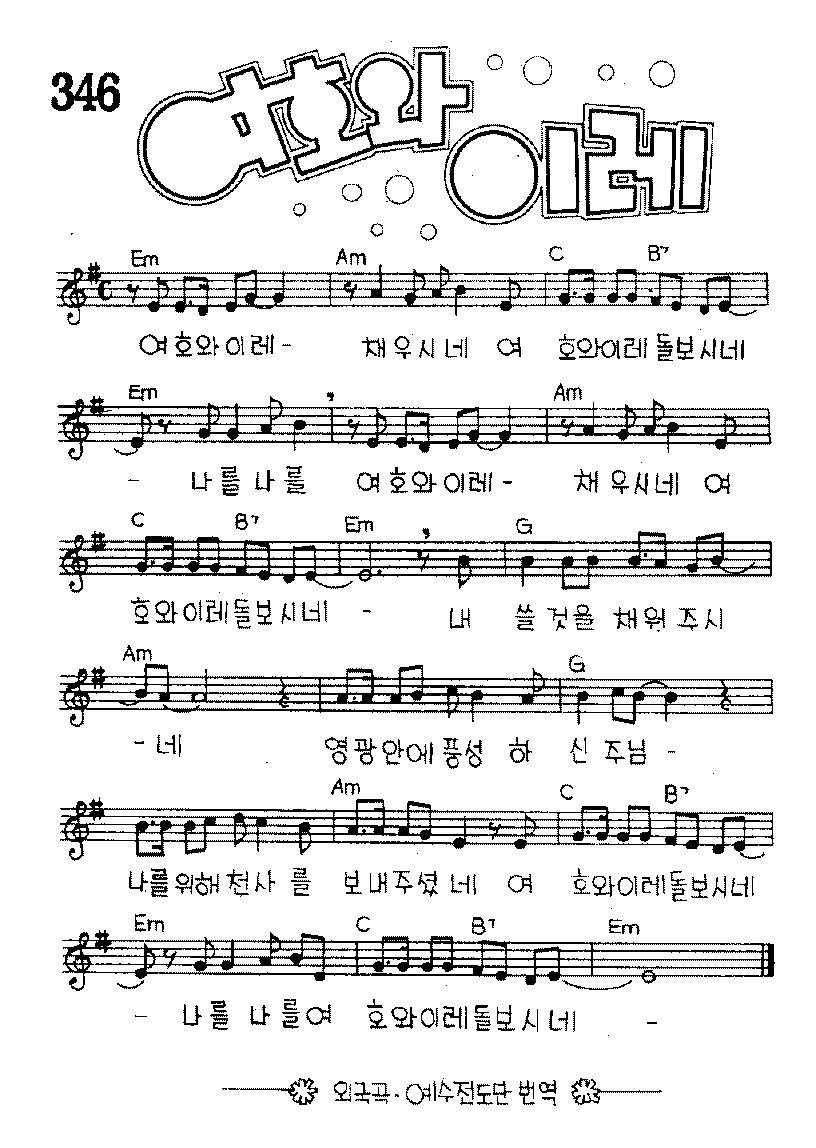 346
여호와 이레
Em Am C B7
여호와이레- 채우시네 여 호와이레돌보시네
Em Am
- 나를나를 여호와이레- 채우시네 여
C B7 Em G
호와이레돌보시네 - 내 쓸것을 채워주시
Am G
-네 영광안에풍성 하 신 주님-
Am C B7
나를위해천사 를 보내주셨네 여 호와이레돌보시네
Em C B7 Em
- 나를 나를여 호와이레돌보시네 -
외국곡·예수전도단 번역